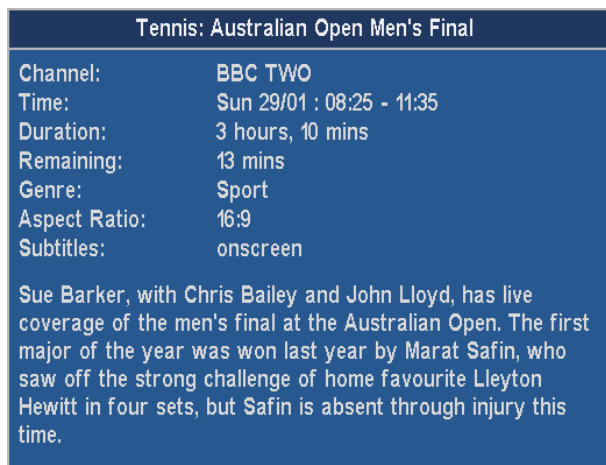 Tennis: Australian Open Men's Final
Channel: BBC TWO
Time: Sun 29/01 : 08:25 - 11:35
Duration: 3 hours, 10 mins
Remaining: 13 mins
Genre: Sport
Aspect Ratio: 16:9
Subtitles: onscreen
Sue Barker, with Chris Bailey and John Lloyd, has live
coverage of the men's final at the Australian Open. The first
major of the year was won last year by Marat Safin, who
saw off the strong challenge of home favourite Lleyton
Hewitt in four sets, but Safin is absent through injury this
time.